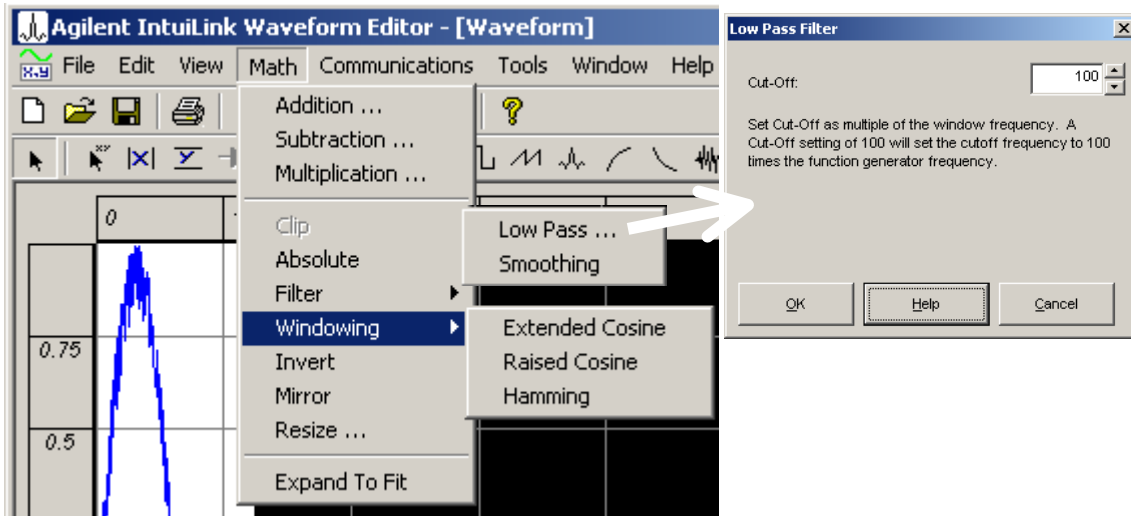 Agilent IntuiLink Waveform Editor - [Waveform]
X,Y File Edit View Math Communications Tools Window Help
Addition ...
Subtraction ...
Multiplication ...
Clip
Absolute
Filter
Windowing
Invert
Mirror
Resize ...
Expand To Fit
Low Pass ...
Smoothing
Extended Cosine
Raised Cosine
Hamming
0
0.75
0.5
Low Pass Filter
Cut-Off: 100
Set Cut-Off as multiple of the window frequency. A
Cut-Off setting of 100 will set the cutoff frequency to 100
times the function generator frequency.
OK Help Cancel